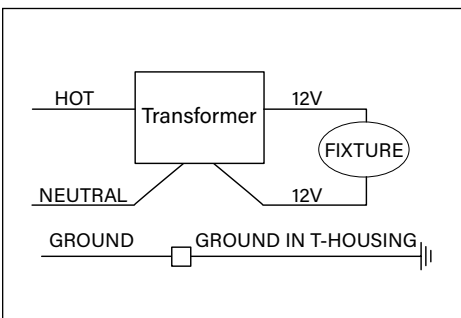 HOT
Transformer
12V
FIXTURE
NEUTRAL
12V
GROUND
GROUND IN T-HOUSING